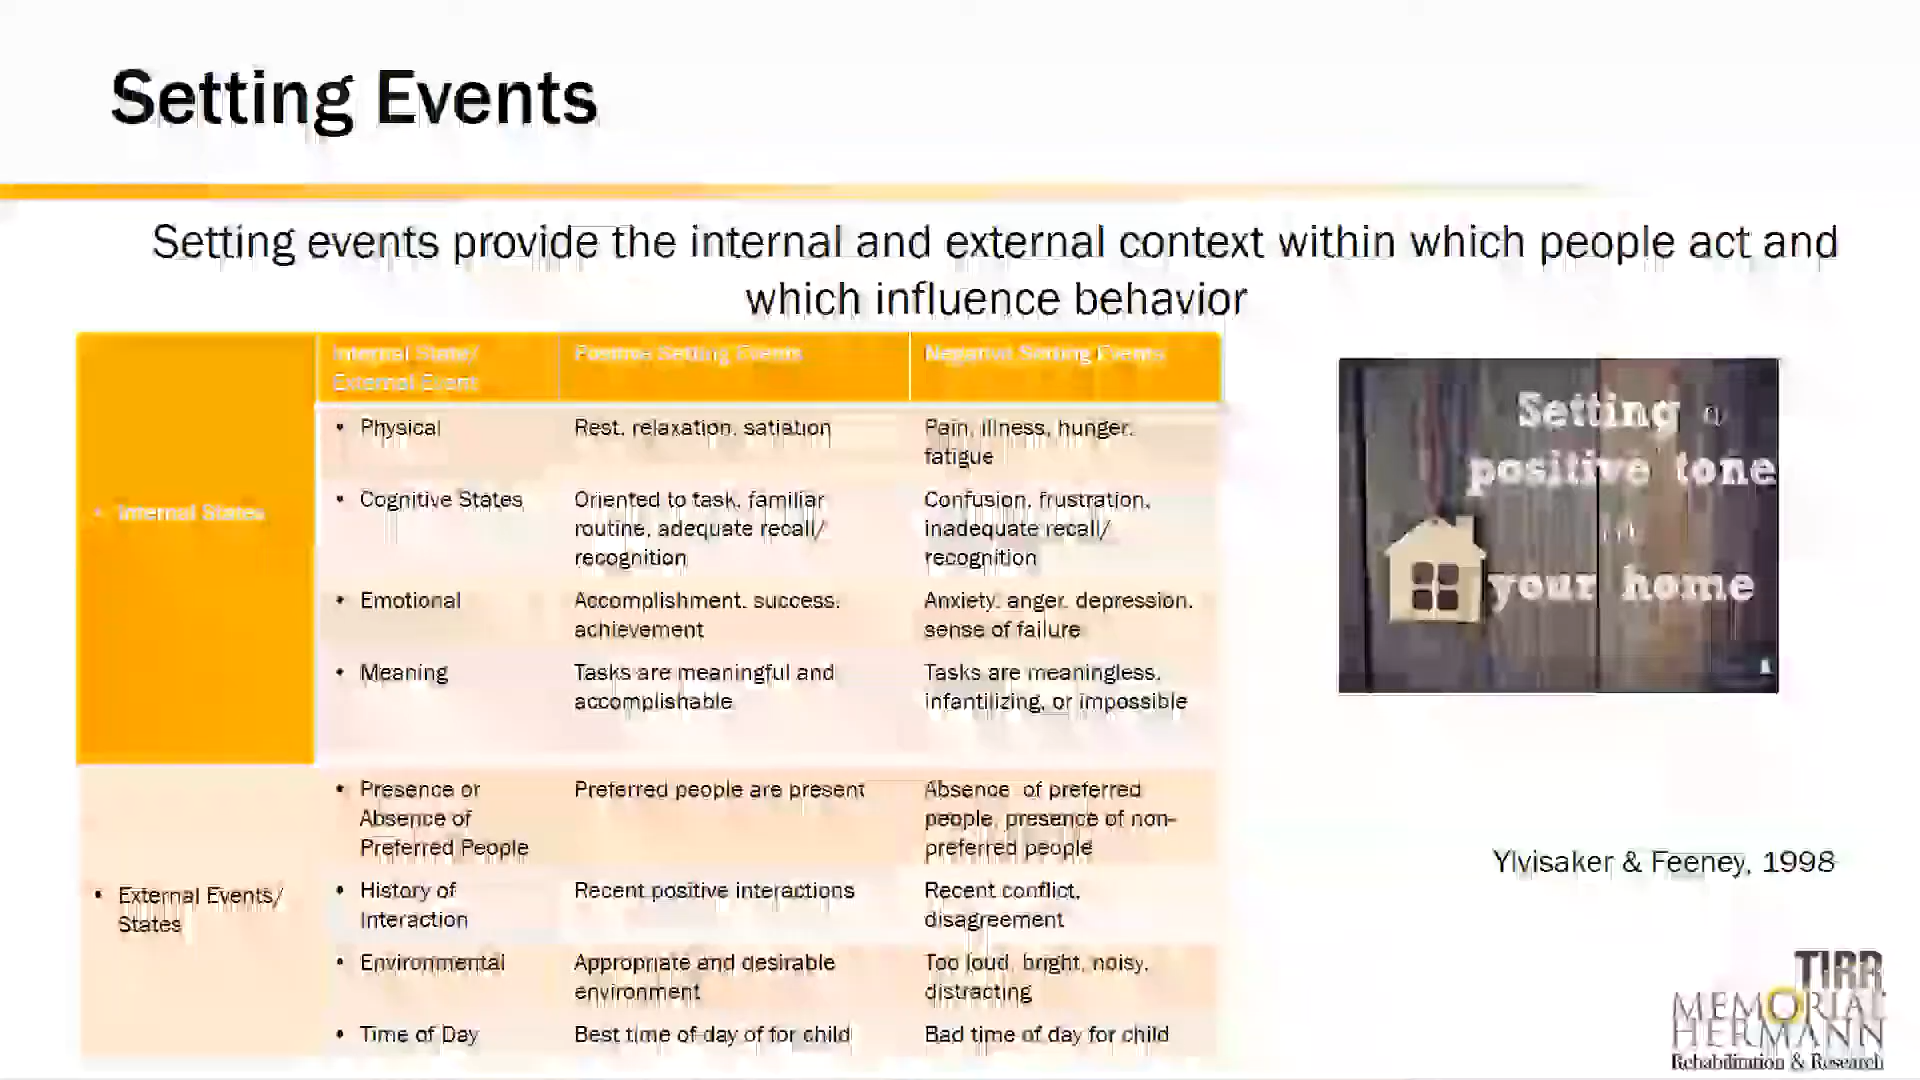 Setting Events
Setting events provide the internal and external context within which people act and
which influence behavior
Internal State/
External Event
Positive Setting Events
Negative Setting Events
• Internal States
• Physical
Rest, relaxation, satiation
Pain, illness, hunger,
fatigue
• Cognitive States
Oriented to task, familiar
routine, adequate recall/
recognition
Confusion, frustration,
inadequate recall/
recognition
• Emotional
Accomplishment, success,
achievement
Anxiety, anger, depression,
sense of failure
• Meaning
Tasks are meaningful and
accomplishable
Tasks are meaningless,
infantilizing, or impossible
• External Events/
States
• Presence or
Absence of
Preferred People
Preferred people are present
Absence of preferred
people, presence of non-
preferred people
• History of
Interaction
Recent positive interactions
Recent conflict,
disagreement
• Environmental
Appropriate and desirable
environment
Too loud, bright, noisy,
distracting
• Time of Day
Best time of day of for child
Bad time of day for child
Setting a
positive tone
your home
Ylvisaker & Feeney, 1998
TIRR
MEMORIAL
HERMANN
Rehabilitation & Research